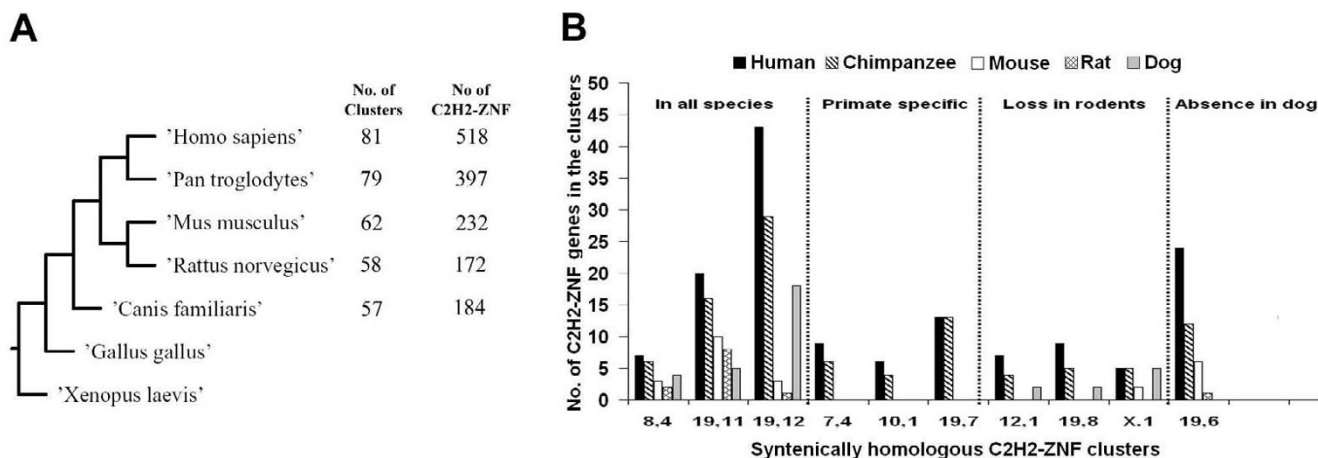 A
No. of Clusters
No of C2H2-ZNF
'Homo sapiens' 81 518
'Pan troglodytes' 79 397
'Mus musculus' 62 232
'Rattus norvegicus' 58 172
'Canis familiaris' 57 184
'Gallus gallus'
'Xenopus laevis'
B
Human Chimpanzee Mouse Rat Dog
In all species Primate specific Loss in rodents Absence in dog
No. of C2H2-ZNF genes in the clusters
50
45
40
35
30
25
20
15
10
5
0
8.4 19.11 19.12 7.4 10.1 19.7 12.1 19.8 X.1 19.6
Syntenically homologous C2H2-ZNF clusters